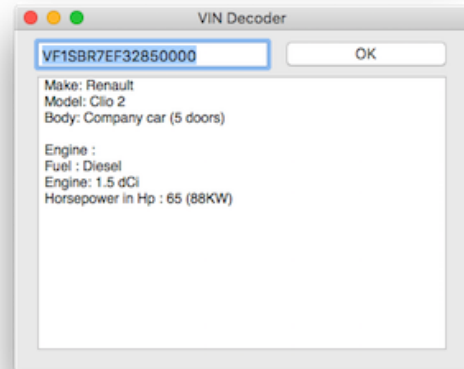 VIN Decoder
VF1SBR7EF32850000
OK
Make: Renault
Model: Clio 2
Body: Company car (5 doors)
Engine :
Fuel : Diesel
Engine: 1.5 dCi
Horsepower in Hp : 65 (88KW)